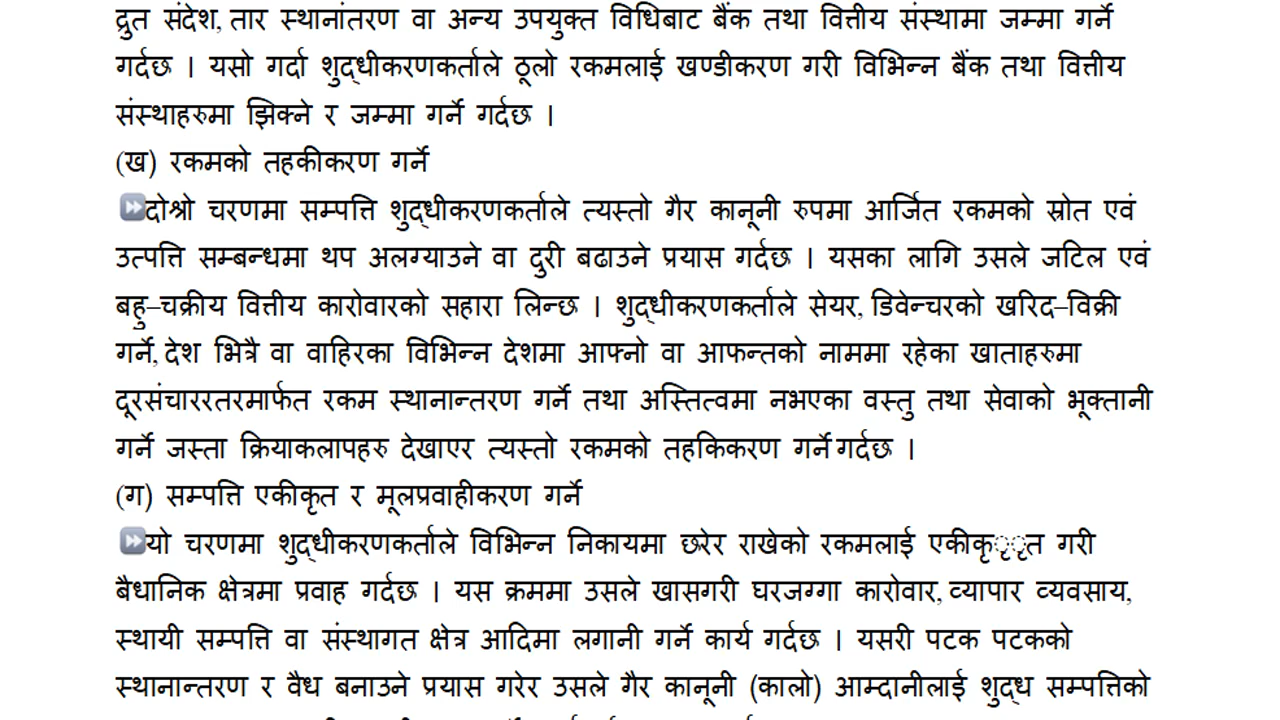 द्रुत संदेश, तार स्थानांतरण वा अन्य उपयुक्त विधिबाट बैंक तथा वित्तीय संस्थामा जम्मा गर्ने
गर्दछ । यसो गर्दा शुद्धीकरणकर्ताले ठूलो रकमलाई खण्डीकरण गरी विभिन्न बैंक तथा वित्तीय
संस्थाहरुमा झिक्ने र जम्मा गर्ने गर्दछ ।
(ख) रकमको तहकीकरण गर्ने
⏩दोश्रो चरणमा सम्पत्ति शुद्धीकरणकर्ताले त्यस्तो गैर कानूनी रुपमा आर्जित रकमको स्रोत एवं
उत्पत्ति सम्बन्धमा थप अलग्याउने वा दुरी बढाउने प्रयास गर्दछ । यसका लागि उसले जटिल एवं
बहु–चक्रीय वित्तीय कारोवारको सहारा लिन्छ । शुद्धीकरणकर्ताले सेयर, डिवेन्चरको खरिद–विक्री
गर्ने, देश भित्रै वा वाहिरका विभिन्न देशमा आफ्नो वा आफन्तको नाममा रहेका खाताहरुमा
दूरसंचाररतरमार्फत रकम स्थानान्तरण गर्ने तथा अस्तित्वमा नभएका वस्तु तथा सेवाको भूक्तानी
गर्ने जस्ता क्रियाकलापहरु देखाएर त्यस्तो रकमको तहकिकरण गर्ने गर्दछ ।
(ग) सम्पत्ति एकीकृत र मूलप्रवाहीकरण गर्ने
⏩यो चरणमा शुद्धीकरणकर्ताले विभिन्न निकायमा छरेर राखेको रकमलाई एकीकृृृत गरी
बैधानिक क्षेत्रमा प्रवाह गर्दछ । यस क्रममा उसले खासगरी घरजग्गा कारोवार, व्यापार व्यवसाय,
स्थायी सम्पत्ति वा संस्थागत क्षेत्र आदिमा लगानी गर्ने कार्य गर्दछ । यसरी पटक पटकको
स्थानान्तरण र वैध बनाउने प्रयास गरेर उसले गैर कानूनी (कालो) आम्दानीलाई शुद्ध सम्पत्तिको